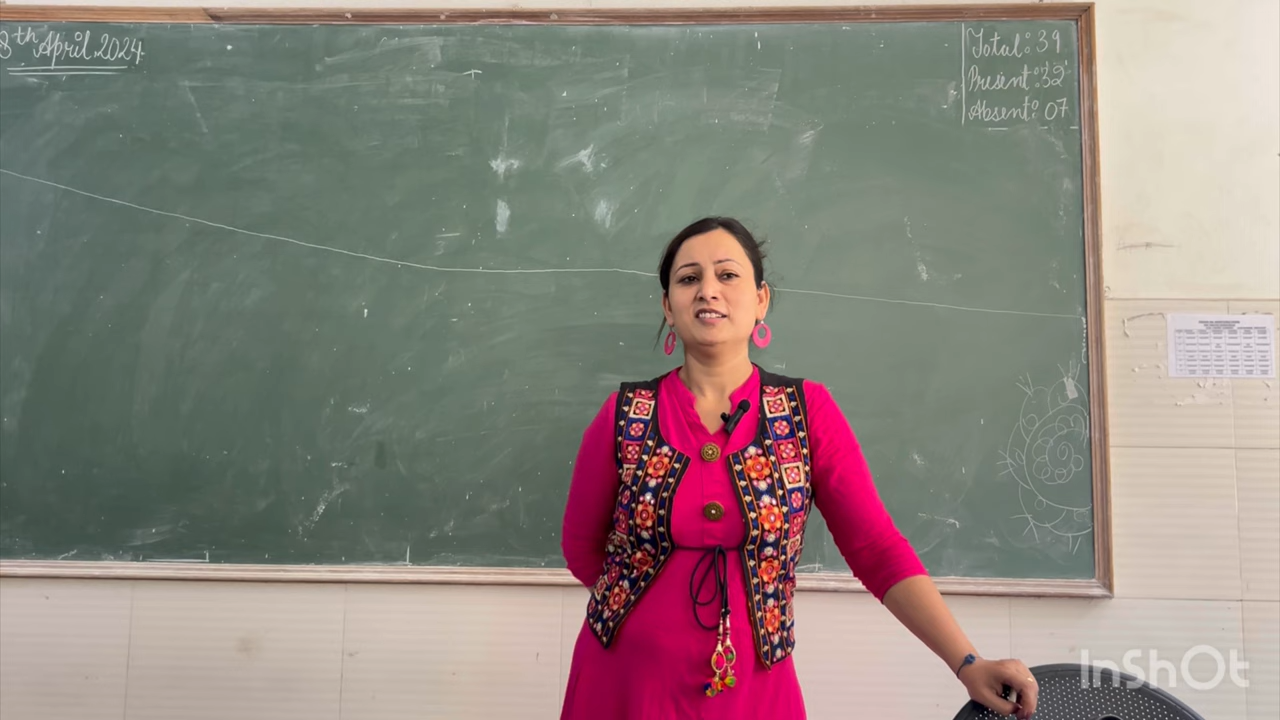 8th April 2024
Total: 39
Present: 32
Absent: 07
InShOt